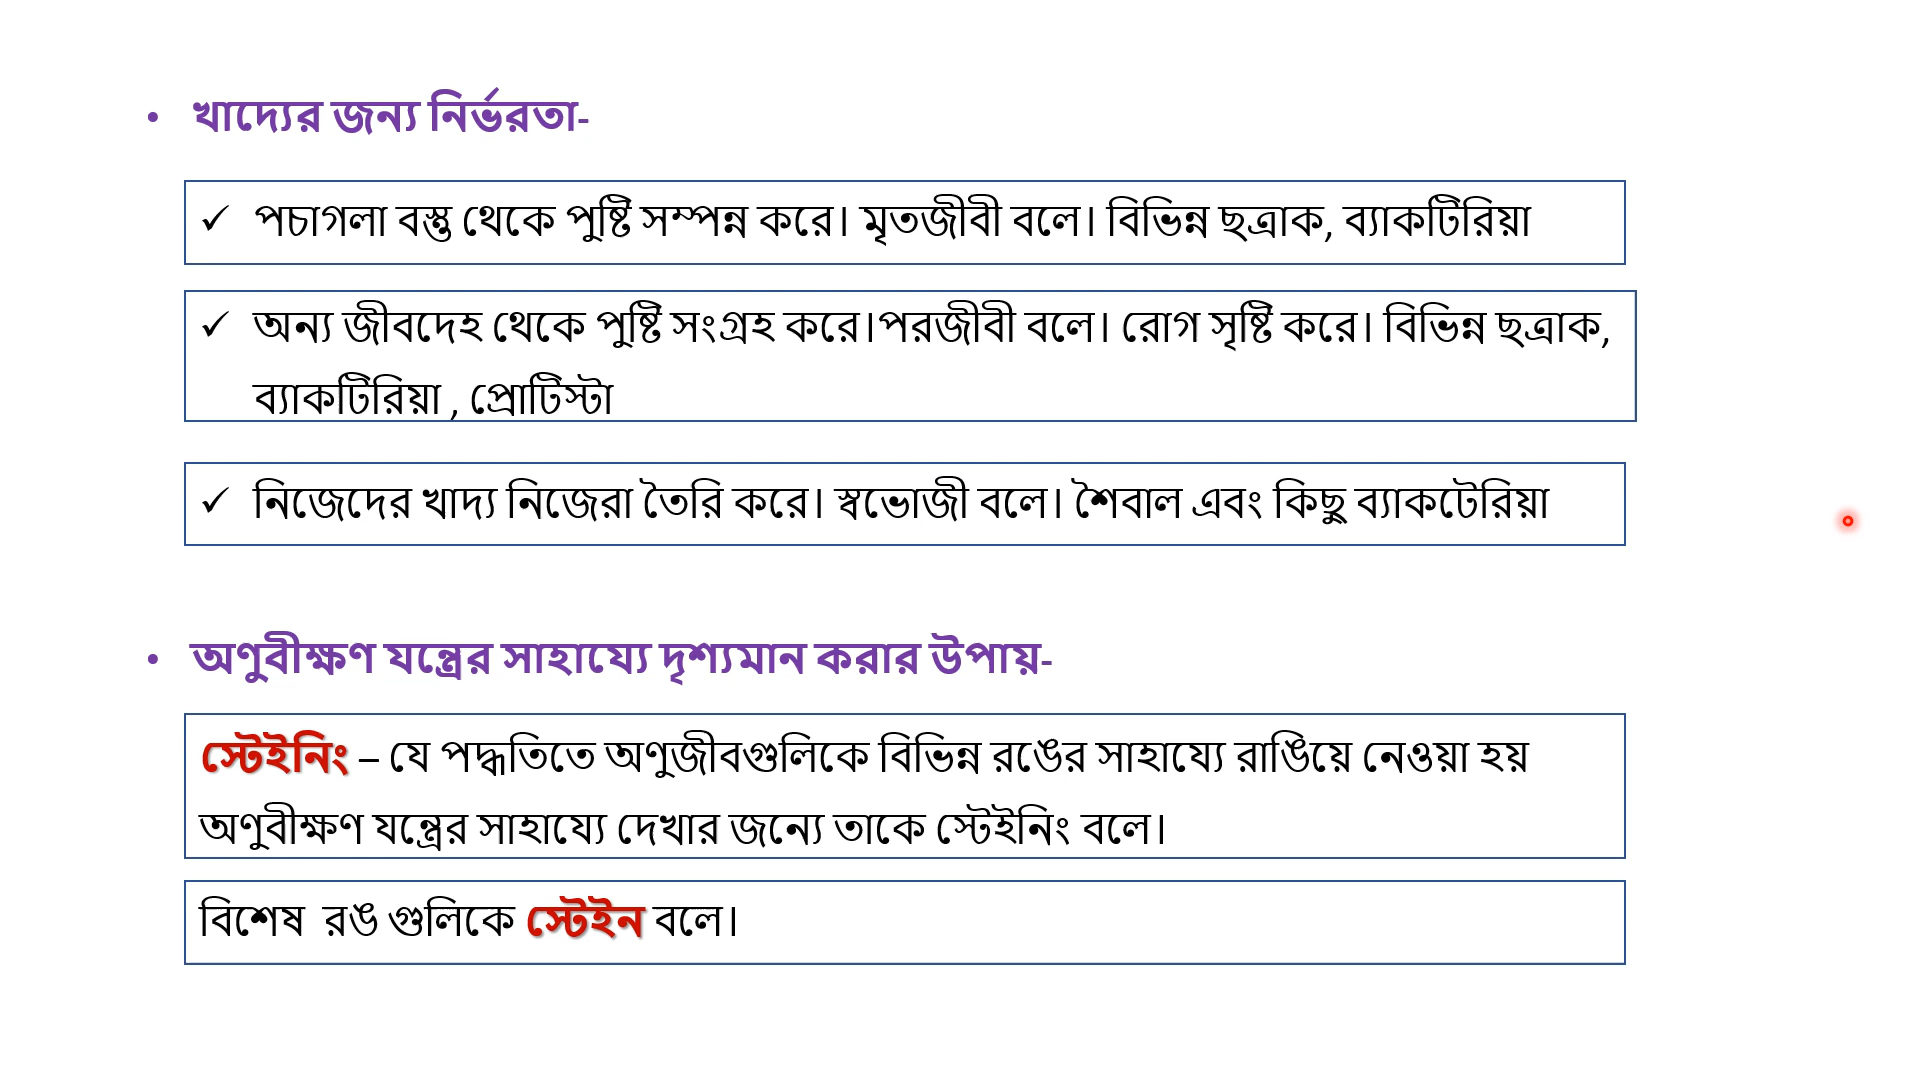 • খাদ্যের জন্য নির্ভরতা-
✓ পচাগলা বস্তু থেকে পুষ্টি সম্পন্ন করে। মৃতজীবী বলে। বিভিন্ন ছত্রাক, ব্যাকটিরিয়া
✓ অন্য জীবদেহ থেকে পুষ্টি সংগ্রহ করে।পরজীবী বলে। রোগ সৃষ্টি করে। বিভিন্ন ছত্রাক,
ব্যাকটিরিয়া , প্রোটিস্টা
✓ নিজেদের খাদ্য নিজেরা তৈরি করে। স্বভোজী বলে। শৈবাল এবং কিছু ব্যাকটেরিয়া
• অণুবীক্ষণ যন্ত্রের সাহায্যে দৃশ্যমান করার উপায়-
স্টেইনিং – যে পদ্ধতিতে অণুজীবগুলিকে বিভিন্ন রঙের সাহায্যে রাঙিয়ে নেওয়া হয়
অণুবীক্ষণ যন্ত্রের সাহায্যে দেখার জন্যে তাকে স্টেইনিং বলে।
বিশেষ রঙ গুলিকে স্টেইন বলে।